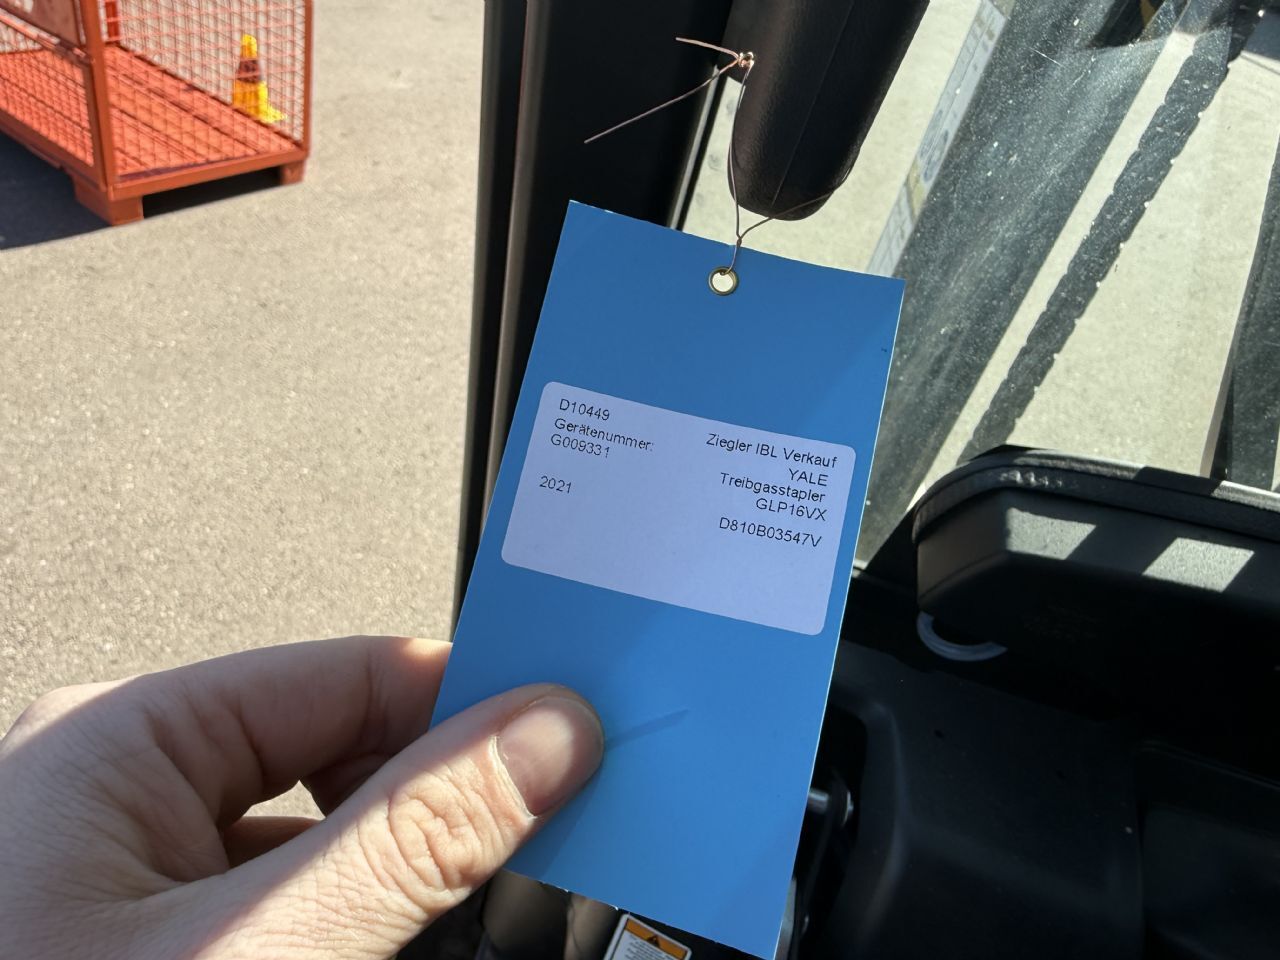 D10449
Gerätenummer:
G009331
2021
Ziegler IBL Verkauf
YALE
Treibgasstapler
GLP16VX
D810B03547V